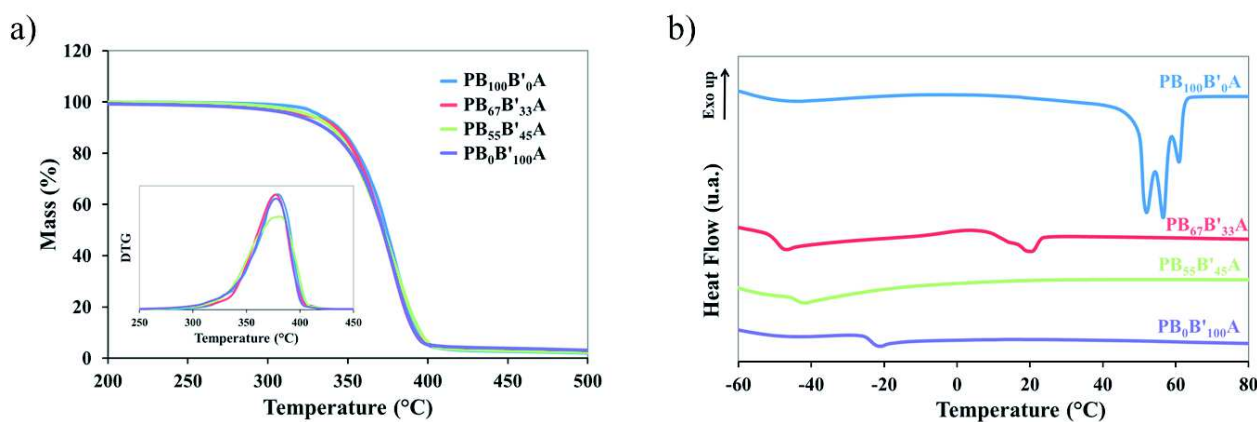 a)
120
100
80
60
40
20
0
Mass (%)
PB₁₀₀B'₀A
PB₆₇B'₃₃A
PB₅₅B'₄₅A
PB₀B'₁₀₀A
DTG
250 300 350 400 450
Temperature (°C)
200 250 300 350 400 450 500
Temperature (°C)
b)
Exo up
Heat Flow (u.a.)
PB₁₀₀B'₀A
PB₆₇B'₃₃A
PB₅₅B'₄₅A
PB₀B'₁₀₀A
-60 -40 -20 0 20 40 60 80
Temperature (°C)